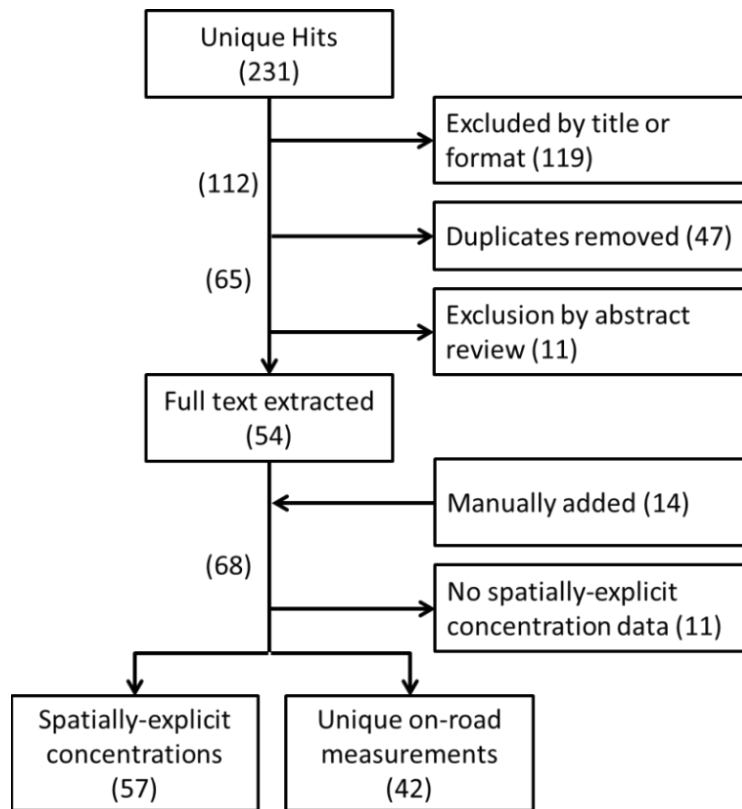 Unique Hits
(231)
Excluded by title or
format (119)
(112)
Duplicates removed (47)
(65)
Exclusion by abstract
review (11)
Full text extracted
(54)
Manually added (14)
(68)
No spatially-explicit
concentration data (11)
Spatially-explicit
concentrations
(57)
Unique on-road
measurements
(42)